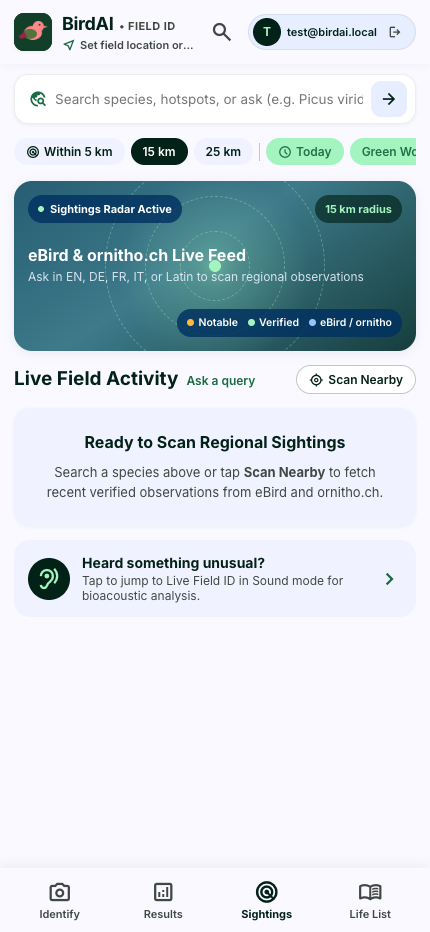 BirdAI • FIELD ID
Set field location or...
T test@birdai.local
Search species, hotspots, or ask (e.g. Picus virid
Within 5 km 15 km 25 km Today Green Wo
Sightings Radar Active 15 km radius
eBird & ornitho.ch Live Feed
Ask in EN, DE, FR, IT, or Latin to scan regional observations
Notable Verified eBird / ornitho
Live Field Activity Ask a query Scan Nearby
Ready to Scan Regional Sightings
Search a species above or tap Scan Nearby to fetch
recent verified observations from eBird and ornitho.ch.
Heard something unusual?
Tap to jump to Live Field ID in Sound mode for
bioacoustic analysis.
Identify Results Sightings Life List